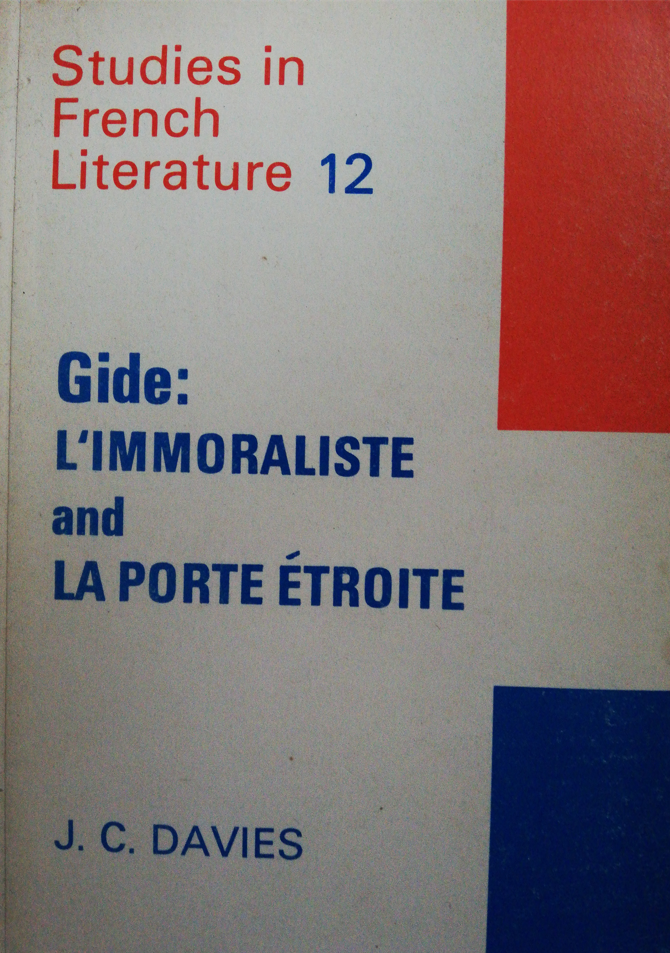 Studies in
French
Literature 12
Gide:
L'IMMORALISTE
and
LA PORTE ÉTROITE
J. C. DAVIES